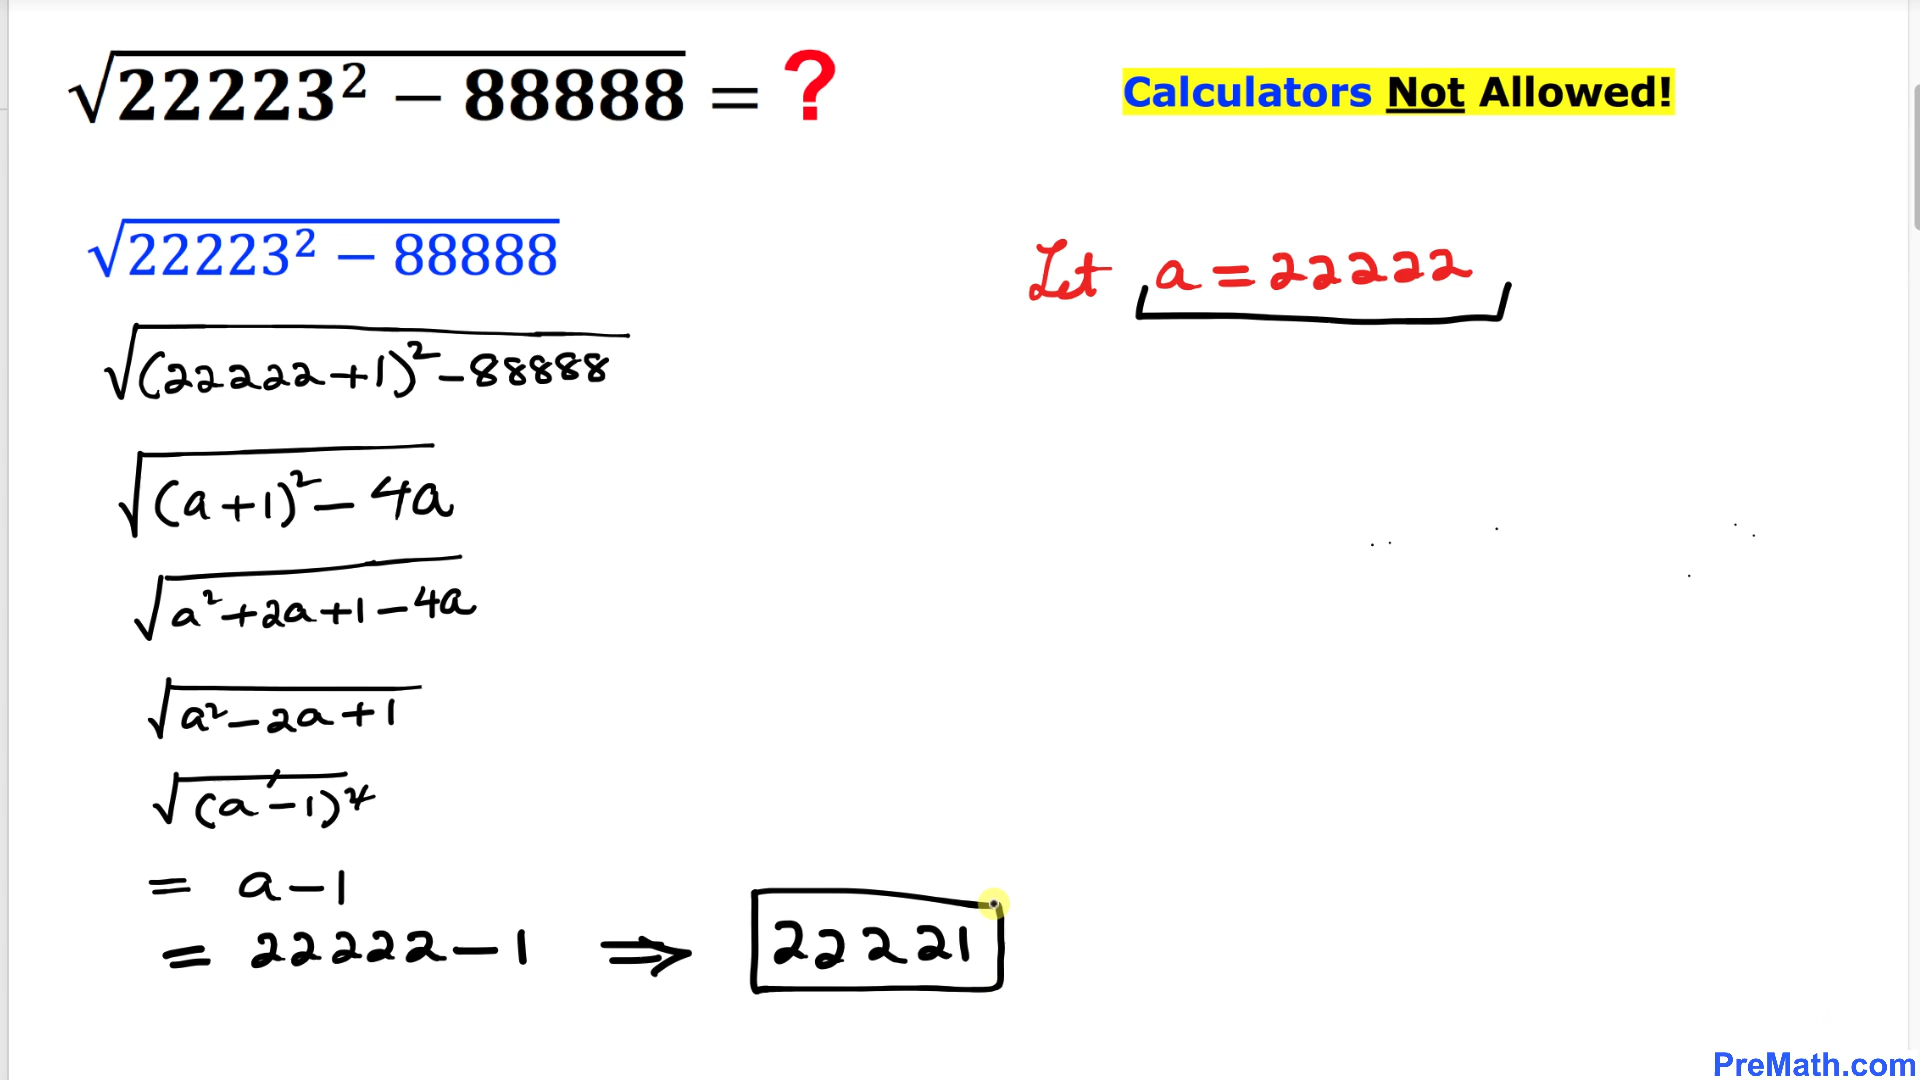 √22223² − 88888 = ?
Calculators Not Allowed!
√22223² − 88888
Let a = 22222
√(22222+1)² − 88888
√(a+1)² − 4a
√a² + 2a + 1 − 4a
√a² − 2a + 1
√(a − 1)²
= a − 1
= 22222 − 1 ⇒ 22221
PreMath.com